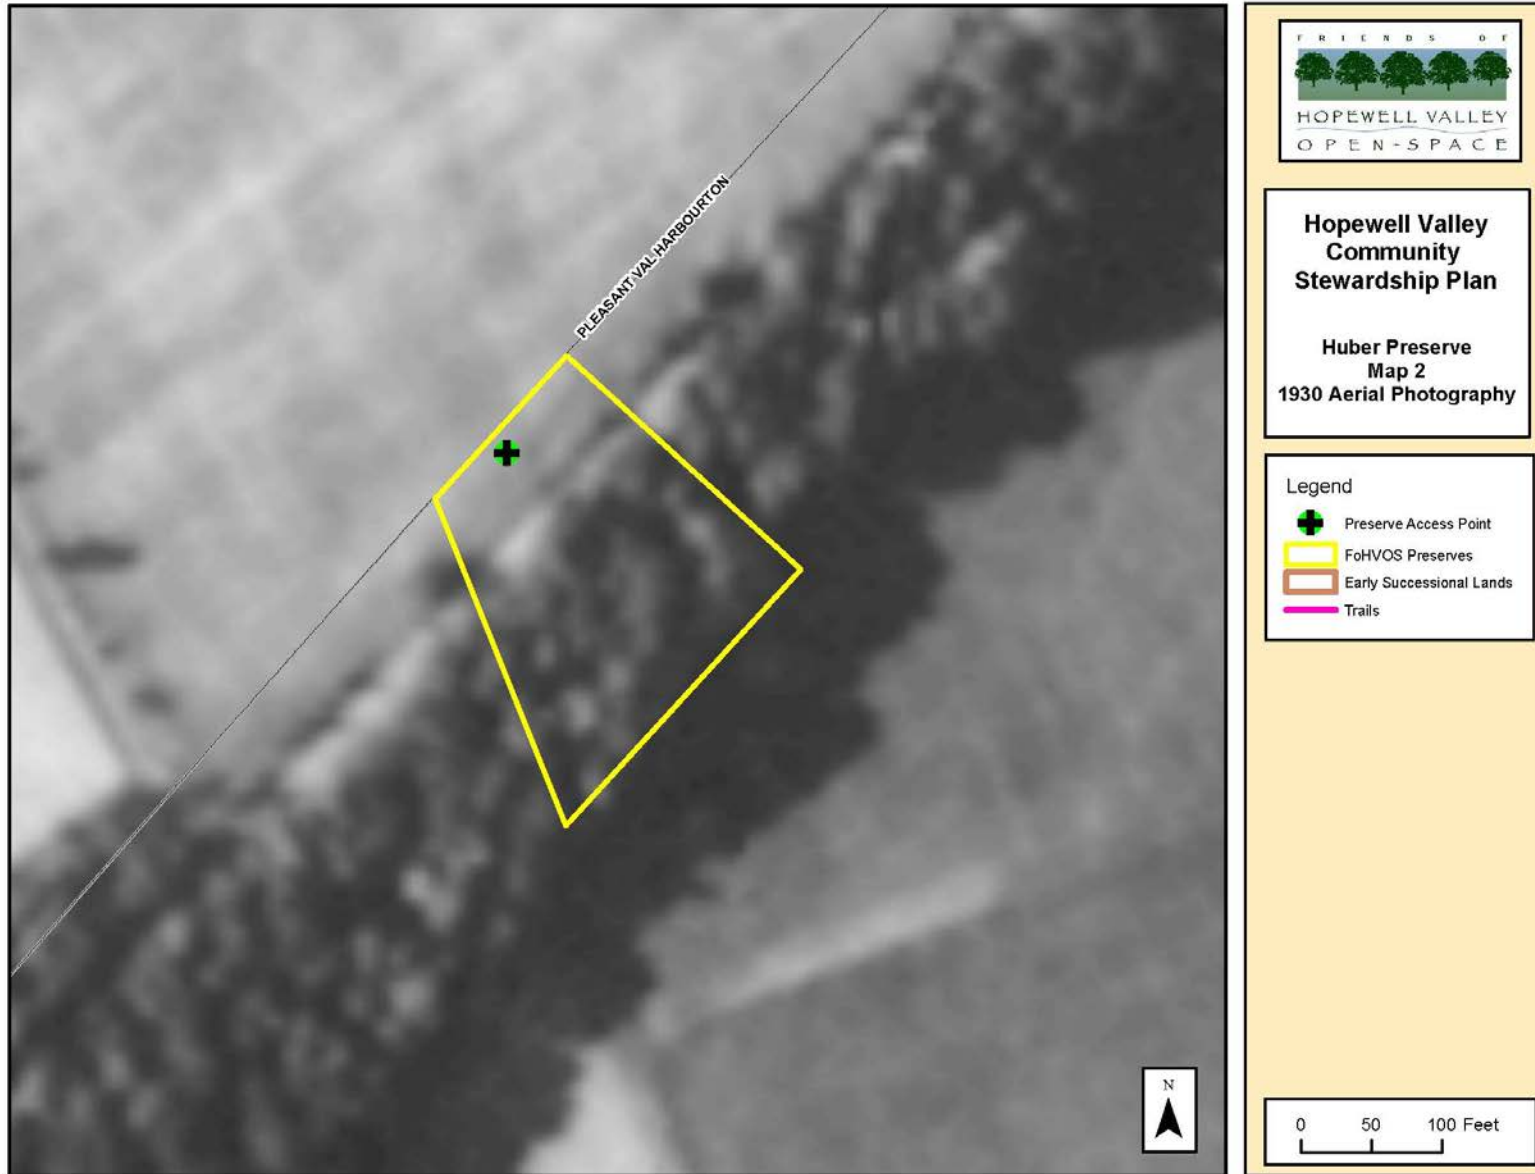 PLEASANT VAL HARBOURTON
N
FRIENDS OF
HOPEWELL VALLEY
OPEN-SPACE
Hopewell Valley
Community
Stewardship Plan
Huber Preserve
Map 2
1930 Aerial Photography
Legend
Preserve Access Point
FoHVOS Preserves
Early Successional Lands
Trails
0 50 100 Feet